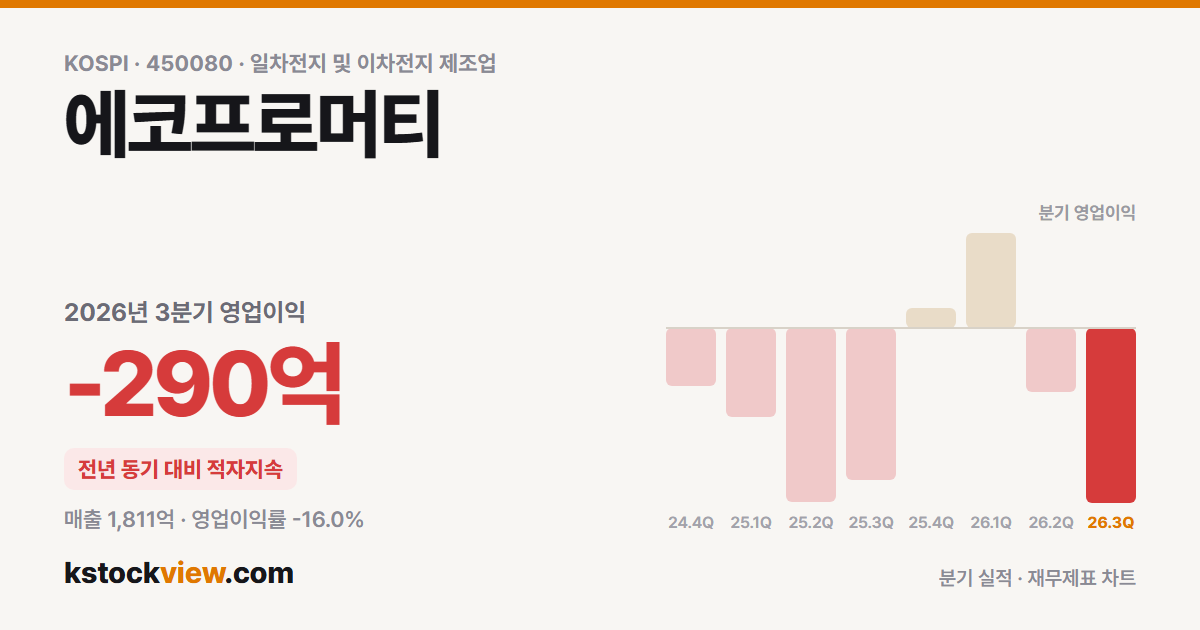 KOSPI · 450080 · 일차전지 및 이차전지 제조업
에코프로머티
분기 영업이익
2026년 3분기 영업이익
-290억
전년 동기 대비 적자지속
매출 1,811억 · 영업이익률 -16.0%
24.4Q 25.1Q 25.2Q 25.3Q 25.4Q 26.1Q 26.2Q 26.3Q
kstockview.com
분기 실적 · 재무제표 차트